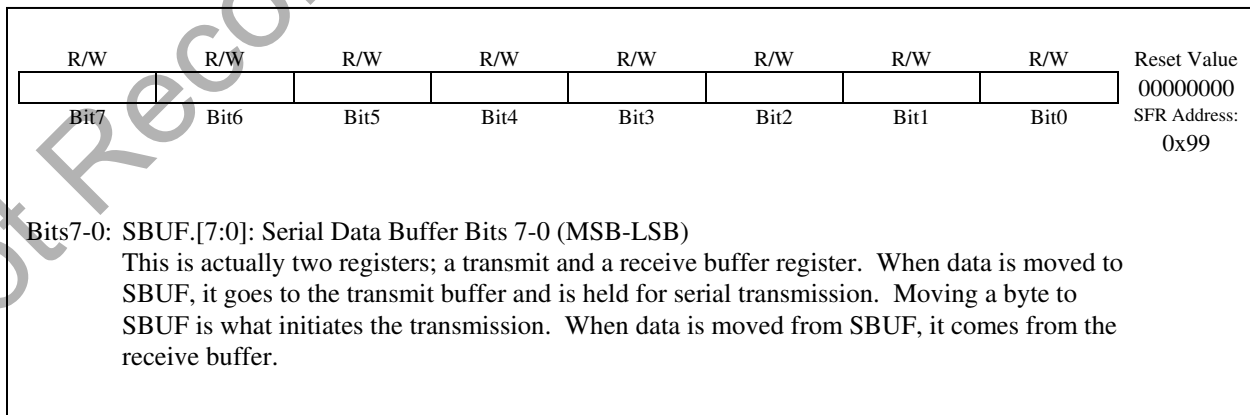 R/W R/W R/W R/W R/W R/W R/W R/W Reset Value
00000000
Bit7 Bit6 Bit5 Bit4 Bit3 Bit2 Bit1 Bit0 SFR Address:
0x99
Bits7-0: SBUF.[7:0]: Serial Data Buffer Bits 7-0 (MSB-LSB)
This is actually two registers; a transmit and a receive buffer register. When data is moved to
SBUF, it goes to the transmit buffer and is held for serial transmission. Moving a byte to
SBUF is what initiates the transmission. When data is moved from SBUF, it comes from the
receive buffer.